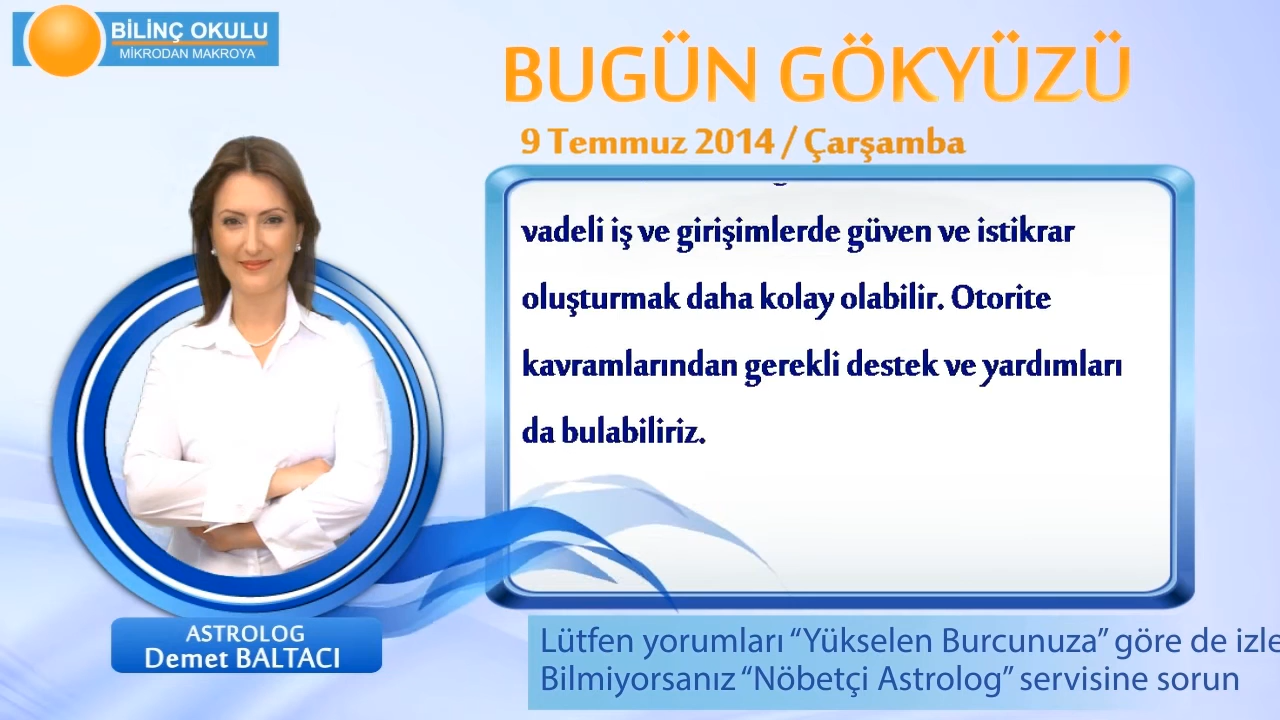 BİLİNÇ OKULU
MİKRODAN MAKROYA
BUGÜN GÖKYÜZÜ
9 Temmuz 2014 / Çarşamba
vadeli iş ve girişimlerde güven ve istikrar
oluşturmak daha kolay olabilir. Otorite
kavramlarından gerekli destek ve yardımları
da bulabiliriz.
ASTROLOG
Demet BALTACI
Lütfen yorumları “Yükselen Burcunuza” göre de izle
Bilmiyorsanız “Nöbetçi Astrolog” servisine sorun